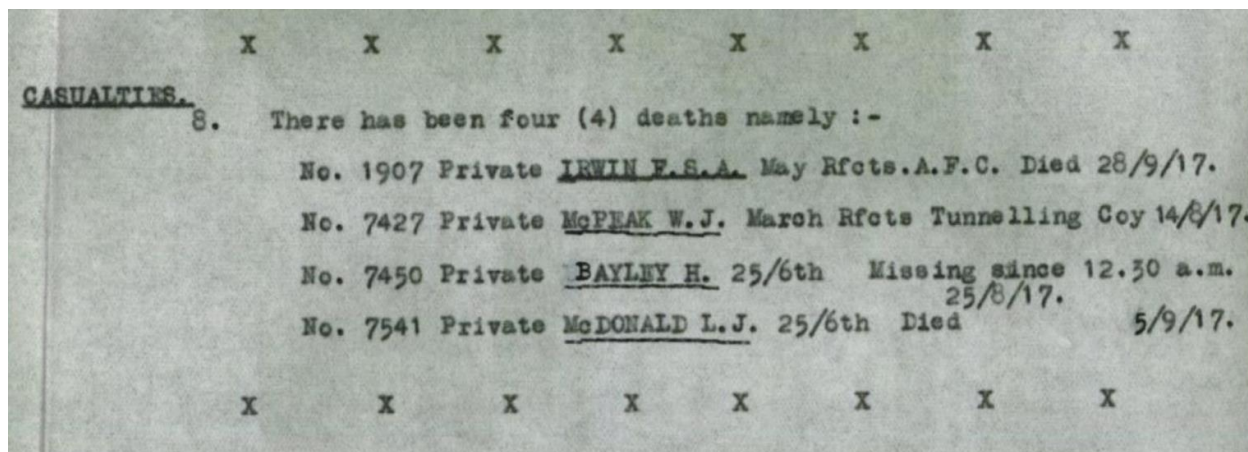 X X X X X X X X
CASUALTIES.
8. There has been four (4) deaths namely :-
No. 1907 Private IRWIN F.S.A. May Rfcts.A.F.C. Died 28/9/17.
No. 7427 Private McPEAK W.J. March Rfcts Tunnelling Coy 14/8/17.
No. 7450 Private BAYLEY H. 25/6th Missing since 12.30 a.m.
25/8/17.
No. 7541 Private McDONALD L.J. 25/6th Died 5/9/17.
X X X X X X X X